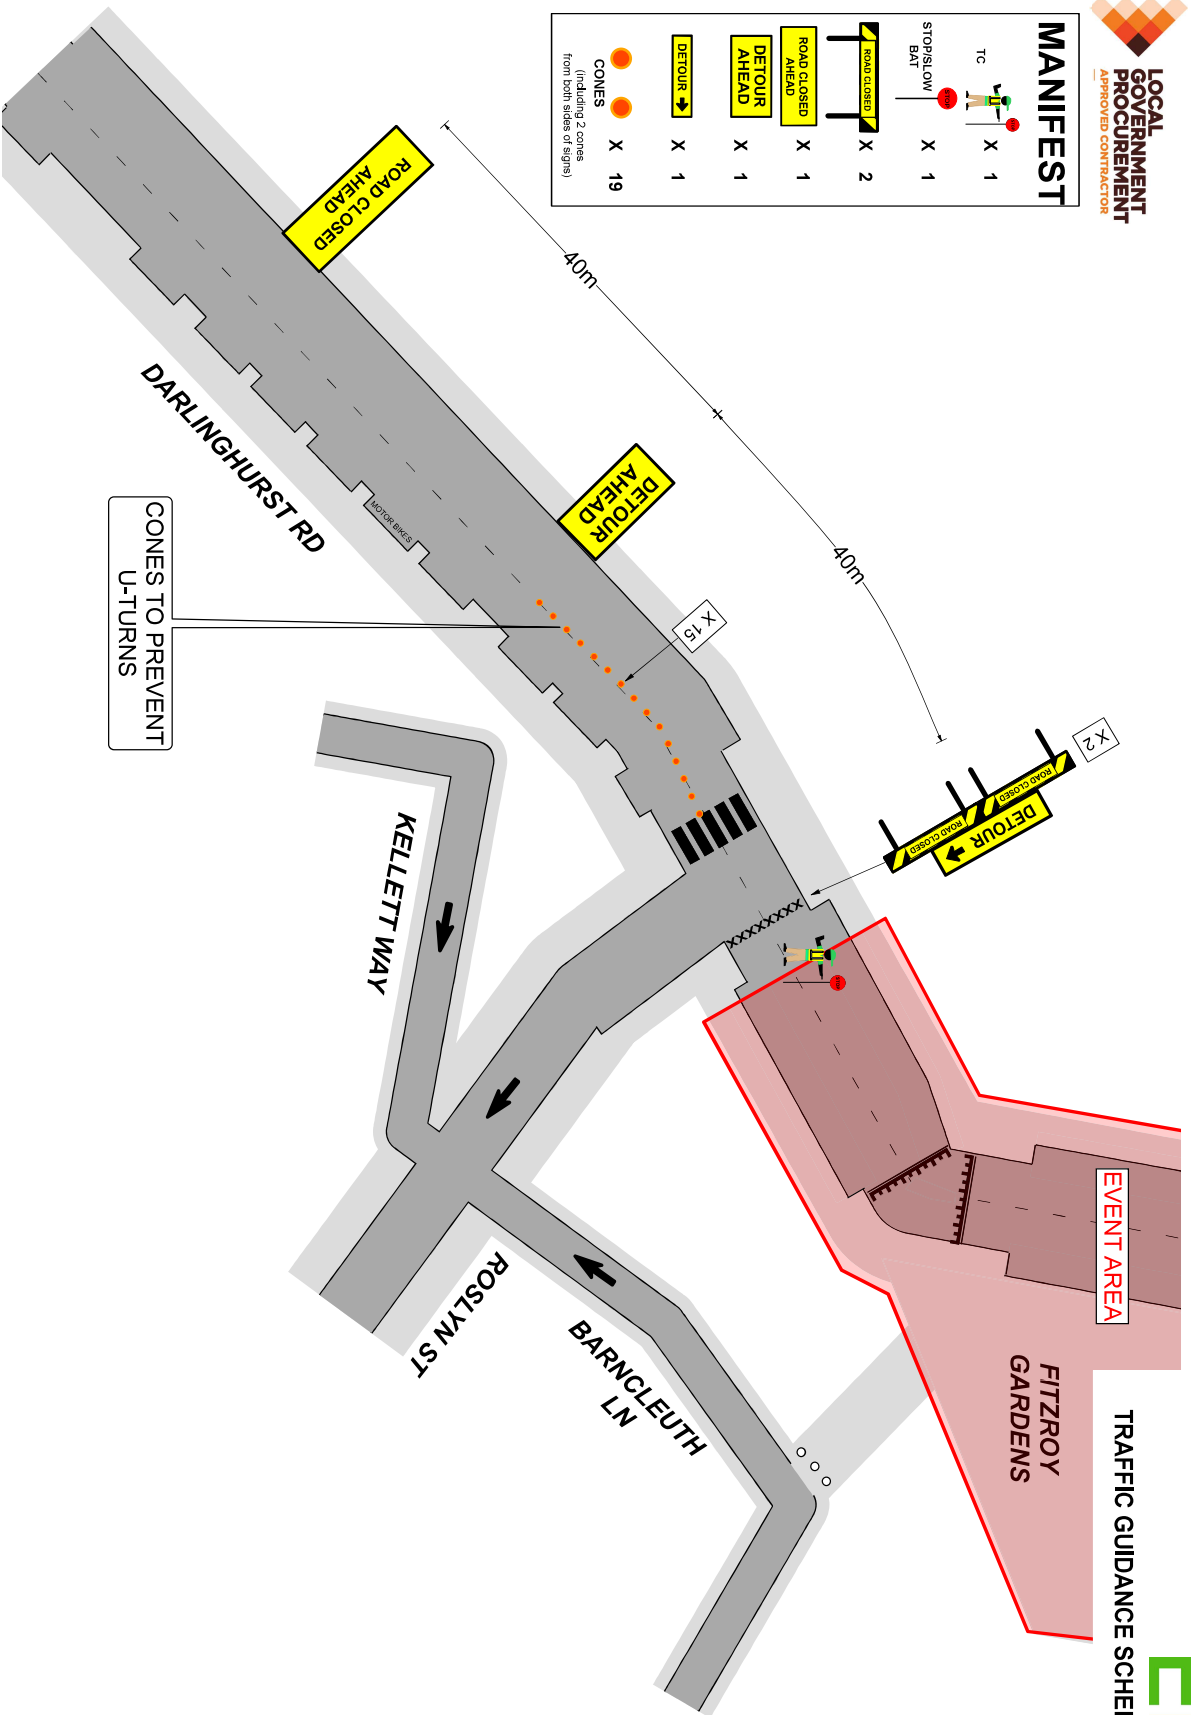 LOCAL
GOVERNMENT
PROCUREMENT
APPROVED CONTRACTOR
TRAFFIC GUIDANCE SCHE
MANIFEST
TC X 1
STOP/SLOW
BAT
X 1
ROAD CLOSED X 2
ROAD CLOSED
AHEAD
X 1
DETOUR
AHEAD
X 1
DETOUR X 1
CONES X 19
(including 2 cones
from both sides of signs)
ROAD CLOSED
AHEAD
40m
DETOUR
AHEAD
40m
X 2
ROAD CLOSED
ROAD CLOSED
DETOUR
X 15
MOTOR BIKES
DARLINGHURST RD
CONES TO PREVENT
U-TURNS
XXXXXXXX
KELLETT WAY
ROSLYN ST
BARNCLEUTH
LN
EVENT AREA
FITZROY
GARDENS